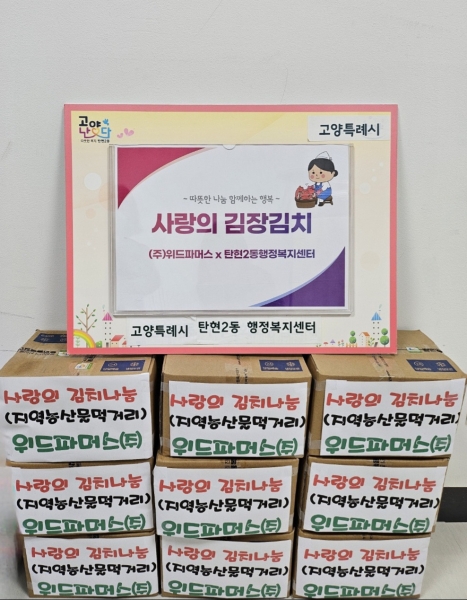 고양
난다
고양특례시
- 따뜻한 나눔 함께하는 행복 -
사랑의 김장김치
(주)위드파머스 x 탄현2동행정복지센터
고양특례시 탄현2동 행정복지센터
사랑의 김치나눔
(지역농산물먹거리)
위드파머스(주)
사랑의 김치나눔
(지역농산물먹거리)
위드파머스(주)
사랑의 김치나눔
(지역농산물먹거리)
위드파머스(주)
사랑의 김치나눔
(지역농산물먹거리)
위드파머스(주)
사랑의 김치나눔
(지역농산물먹거리)
위드파머스(주)
사랑의 김치나눔
(지역농산물먹거리)
위드파머스(주)
사랑의 김치나눔
(지역농산물먹거리)
위드파머스(주)
사랑의 김치나눔
(지역농산물먹거리)
위드파머스(주)
사랑의 김치나눔
(지역농산물먹거리)
위드파머스(주)